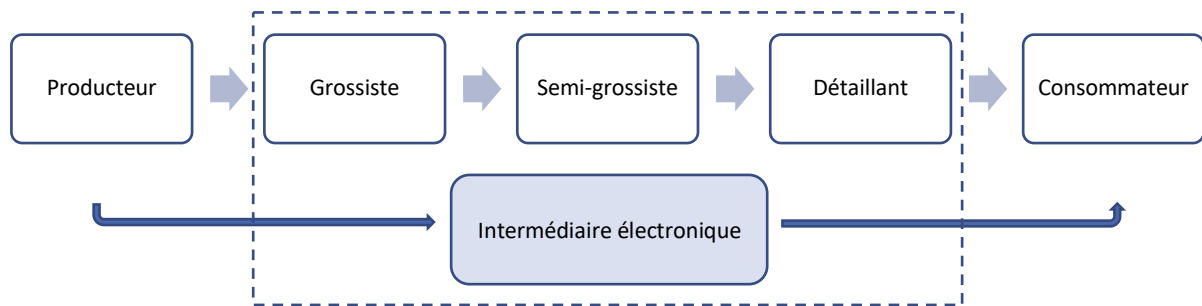 Producteur
Grossiste
Semi-grossiste
Détaillant
Consommateur
Intermédiaire électronique